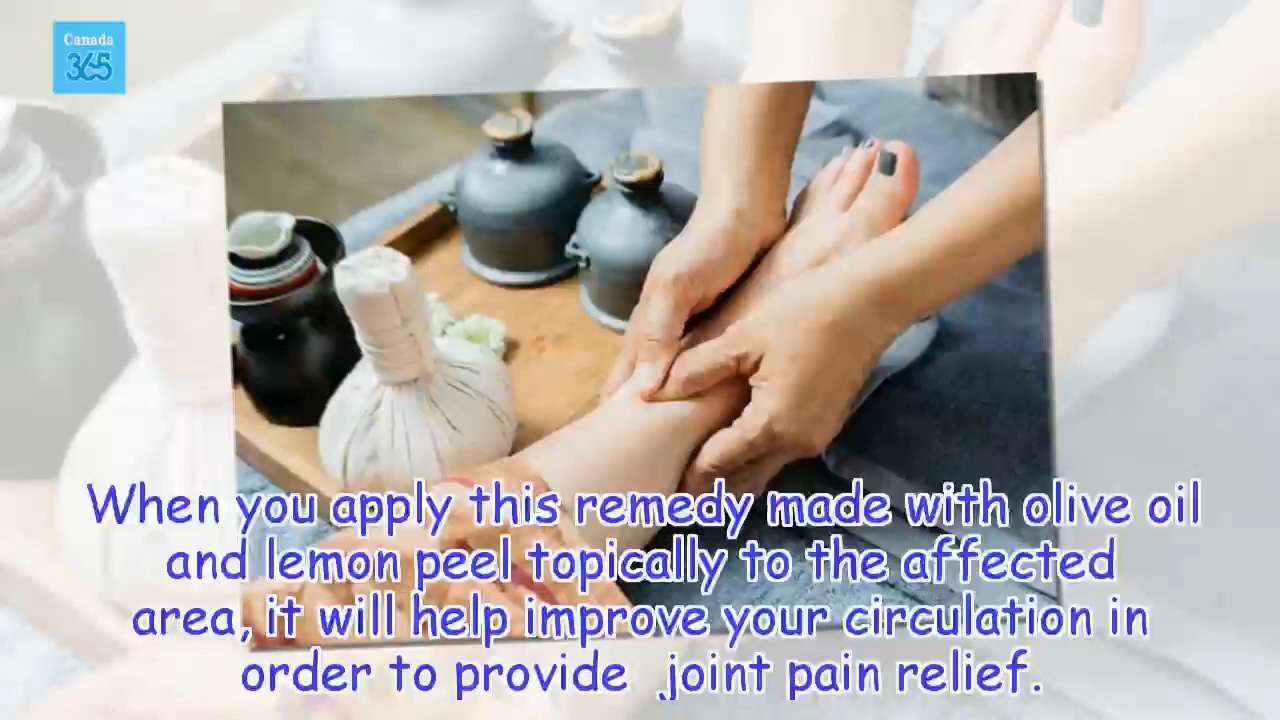 Canada
365
When you apply this remedy made with olive oil
and lemon peel topically to the affected
area, it will help improve your circulation in
order to provide  joint pain relief.